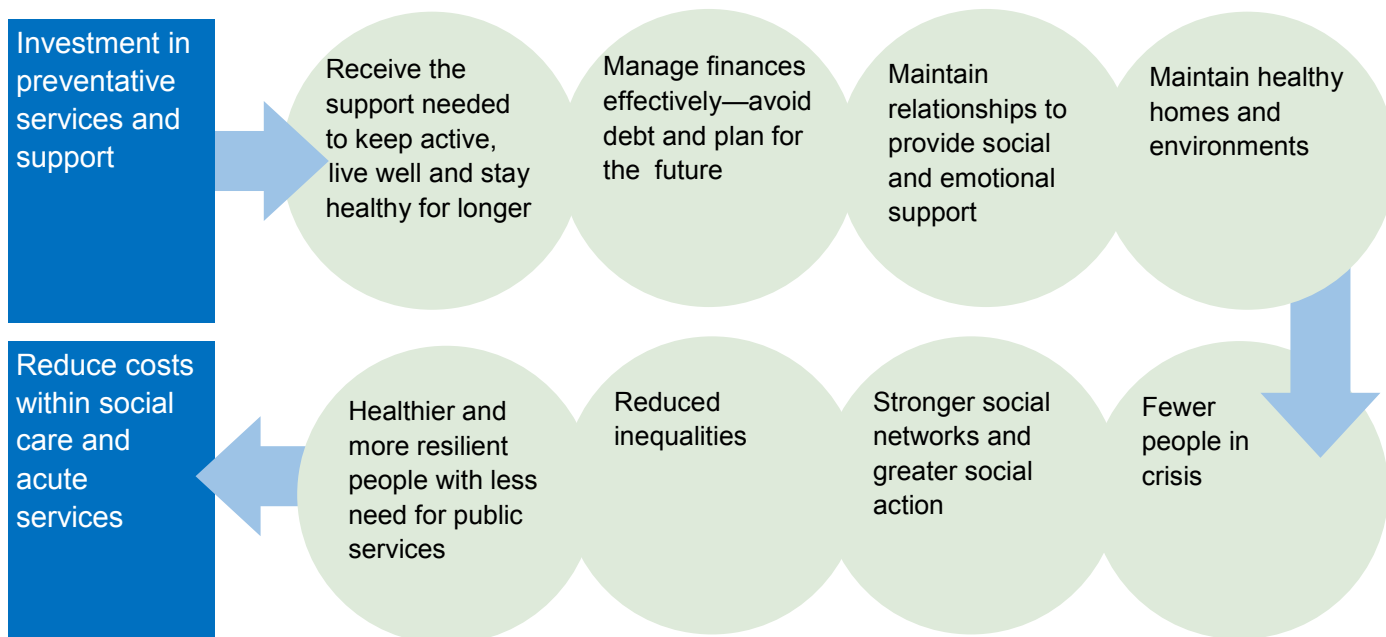 Investment in
preventative
services and
support
Receive the
support needed
to keep active,
live well and stay
healthy for longer
Manage finances
effectively—avoid
debt and plan for
the  future
Maintain
relationships to
provide social
and emotional
support
Maintain healthy
homes and
environments
Reduce costs
within social
care and
acute
services
Healthier and
more resilient
people with less
need for public
services
Reduced
inequalities
Stronger social
networks and
greater social
action
Fewer
people in
crisis